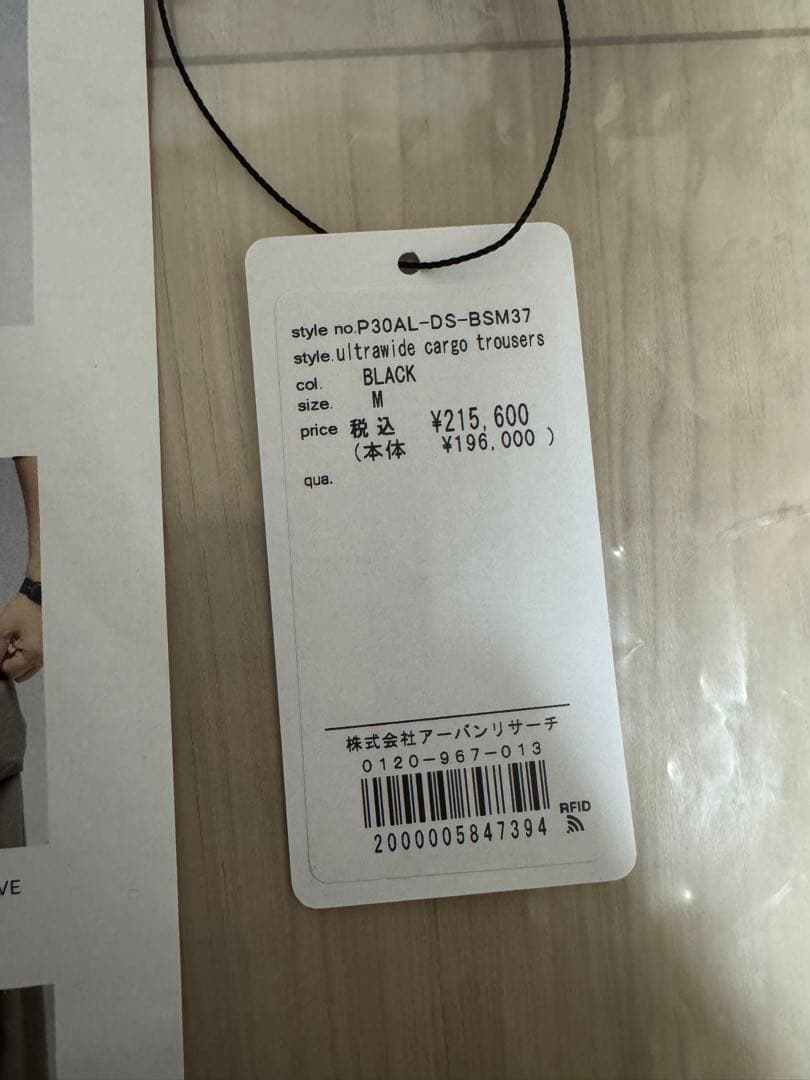 style no.P30AL-DS-BSM37
style.ultrawide cargo trousers
col. BLACK
size. M
price 税込 ¥215,600
(本体 ¥196,000 )
qua.
株式会社アーバンリサーチ
0120-967-013
2000005847394
RFID
VE